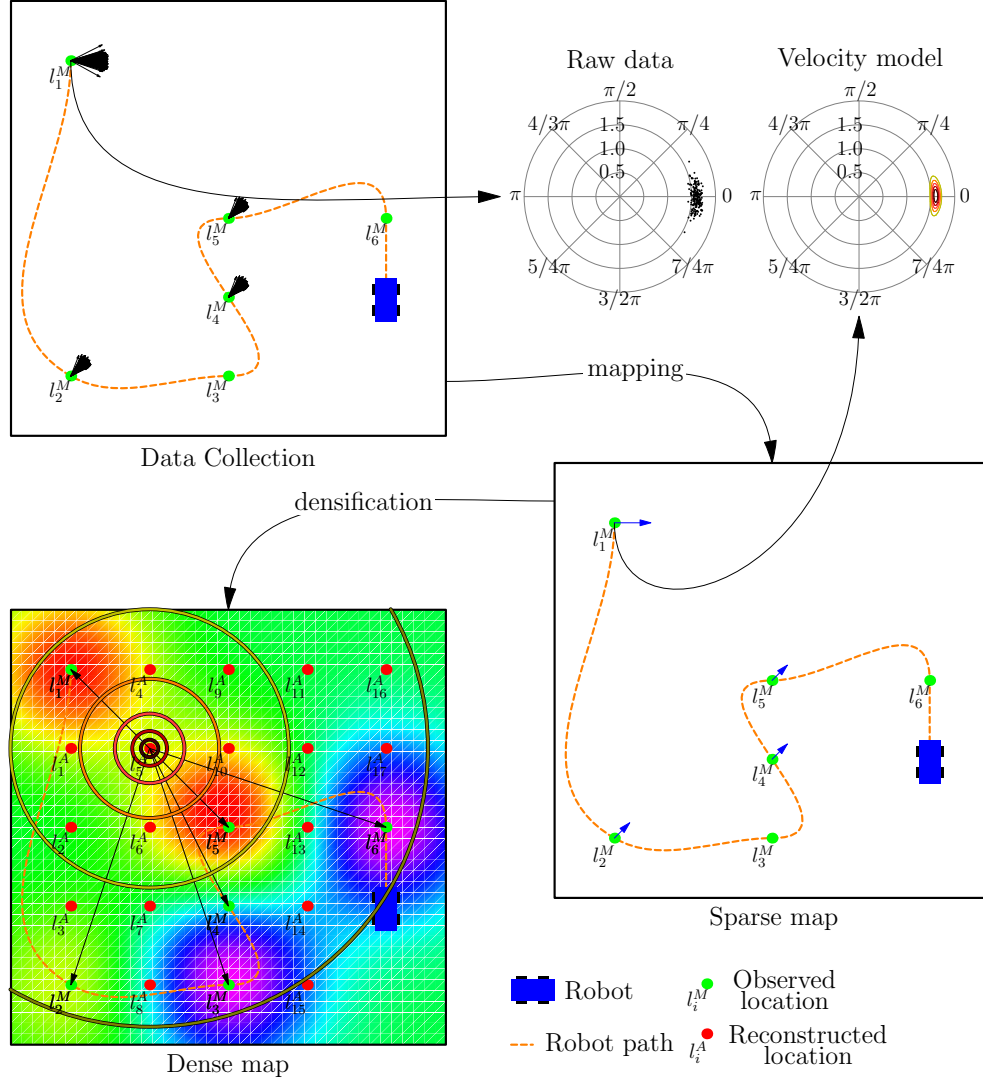 Raw data
Velocity model
π/2
π/2
4/3π
π/4
4/3π
π/4
1.5
1.5
1.0
1.0
0.5
0.5
π
0
π
0
5/4π
7/4π
5/4π
7/4π
3/2π
3/2π
l_1^M
l_5^M
l_6^M
l_4^M
l_2^M
l_3^M
Data Collection
mapping
densification
l_1^M
l_5^M
l_6^M
l_4^M
l_2^M
l_3^M
Sparse map
l_1^M
l_4^A
l_9^A
l_11^A
l_16^A
l_1^A
l_5^A
l_10^A
l_12^A
l_17^A
l_2^A
l_6^A
l_5^M
l_13^A
l_6^M
l_3^A
l_7^A
l_4^M
l_14^A
l_2^M
l_8^A
l_3^M
l_15^A
Dense map
Robot
l_i^M Observed location
Robot path
l_i^A Reconstructed location